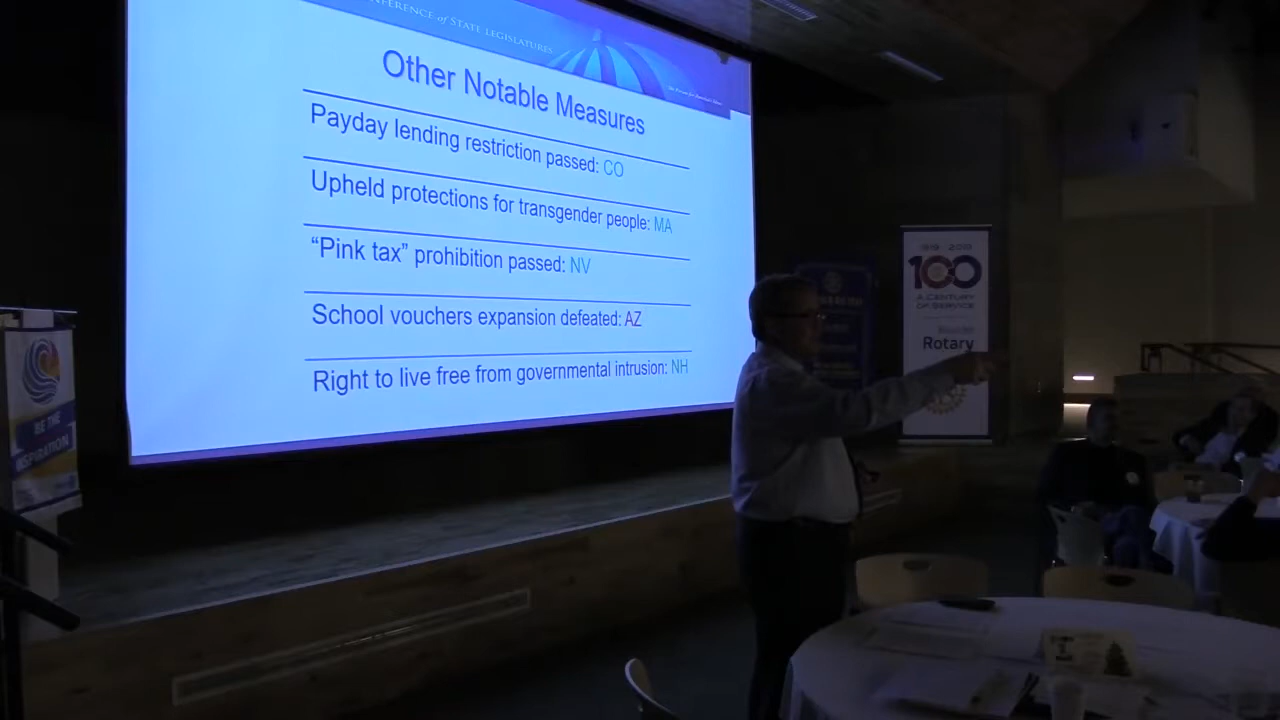 CONFERENCE of STATE LEGISLATURES
Other Notable Measures
Payday lending restriction passed: CO
Upheld protections for transgender people: MA
“Pink tax” prohibition passed: NV
School vouchers expansion defeated: AZ
Right to live free from governmental intrusion: NH
BE THE
INSPIRATION
1919 2019
100
A CENTURY
OF SERVICE
Rotary